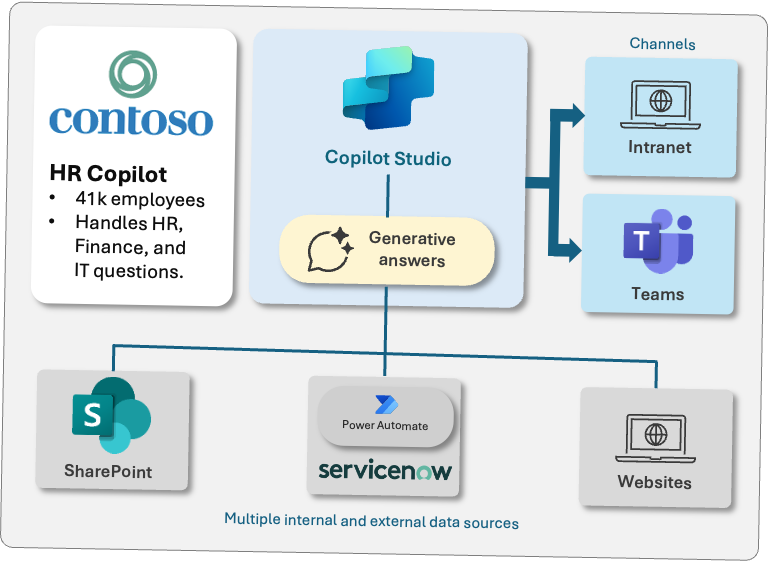 contoso
HR Copilot
• 41k employees
• Handles HR,
Finance, and
IT questions.
Copilot Studio
Generative
answers
Channels
Intranet
T
Teams
S
SharePoint
Power Automate
servicenow
Websites
Multiple internal and external data sources